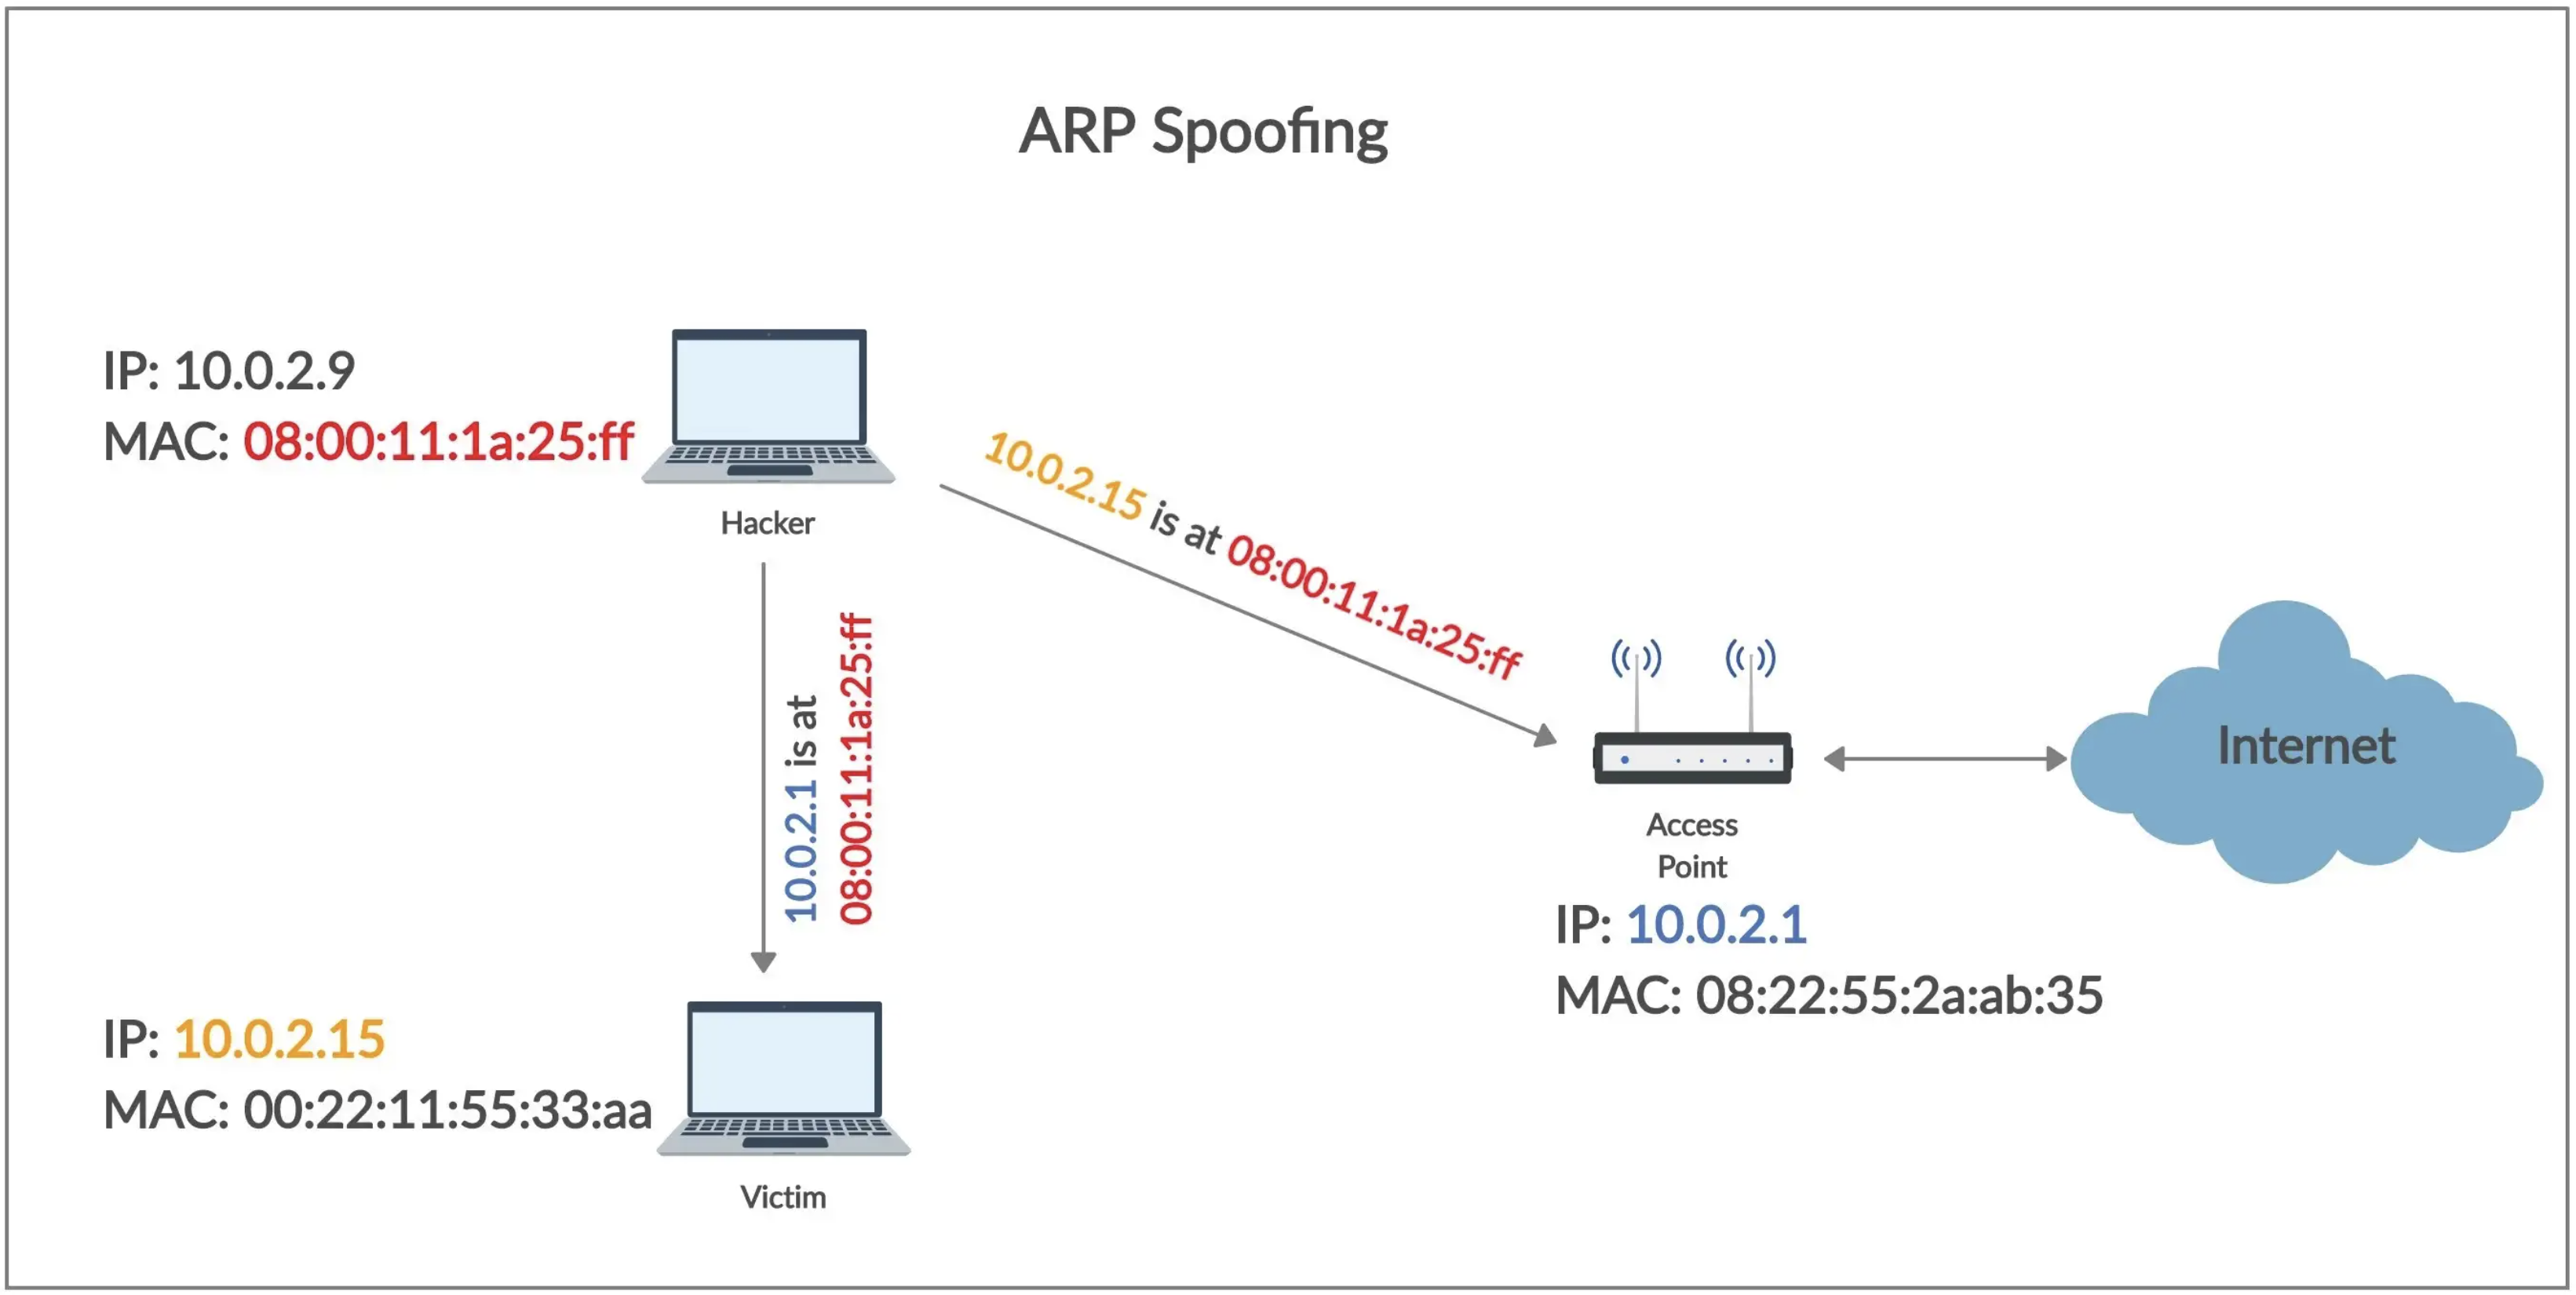 ARP Spoofing
IP: 10.0.2.9
MAC: 08:00:11:1a:25:ff
Hacker
10.0.2.15 is at 08:00:11:1a:25:ff
10.0.2.1 is at
08:00:11:1a:25:ff
Internet
Access
Point
IP: 10.0.2.1
MAC: 08:22:55:2a:ab:35
IP: 10.0.2.15
MAC: 00:22:11:55:33:aa
Victim